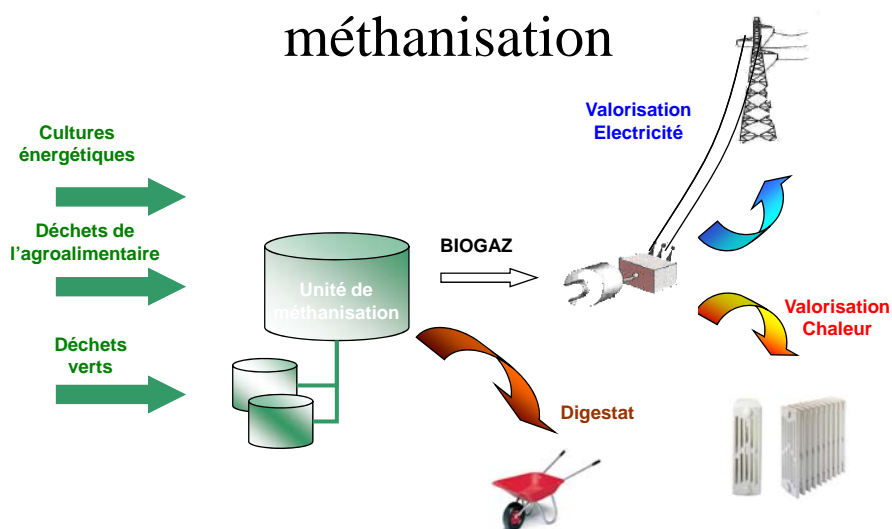 méthanisation
Valorisation
Electricité
Cultures
énergétiques
Déchets de
l’agroalimentaire
BIOGAZ
Unité de
méthanisation
Valorisation
Chaleur
Déchets
verts
Digestat